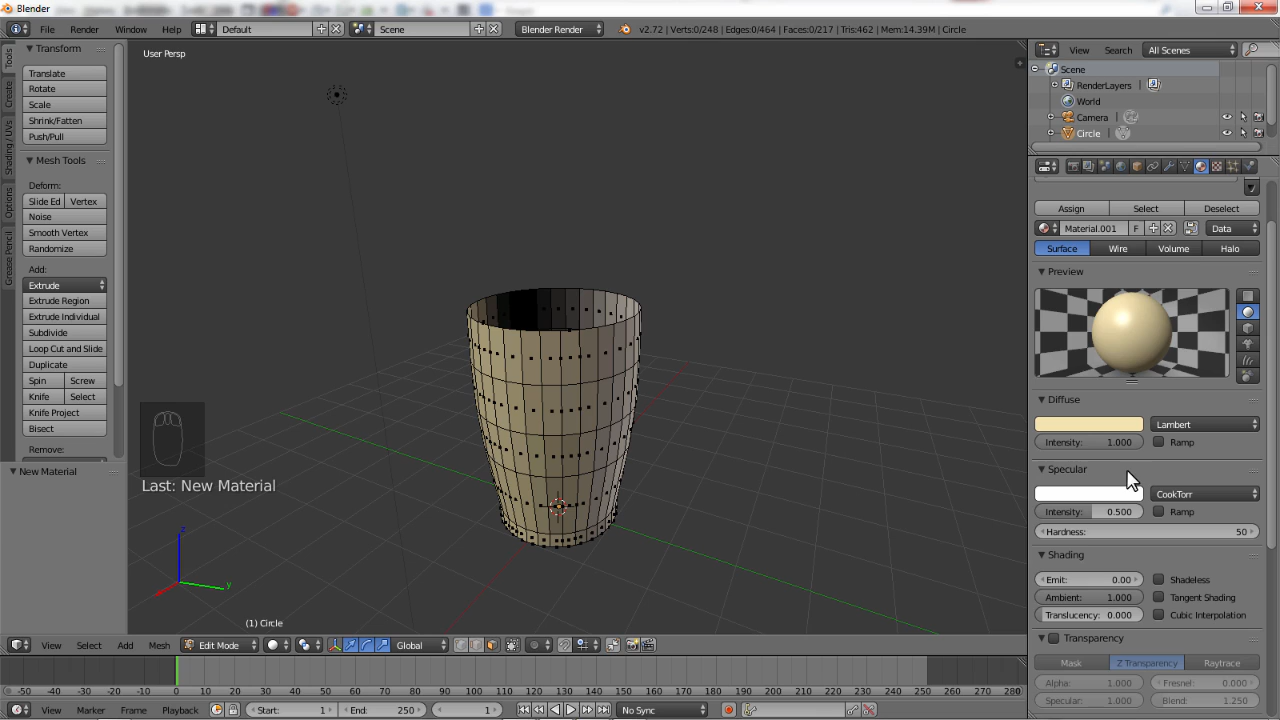 Blender
File Render Window Help Default Scene Blender Render v2.72 | Verts:0/248 | Edges:0/464 | Faces:0/217 | Tris:462 | Mem:14.39M | Circle
Tools
Create
Shading / UVs
Options
Grease Pencil
Transform
Translate
Rotate
Scale
Shrink/Fatten
Push/Pull
Mesh Tools
Deform:
Slide Ed Vertex
Noise
Smooth Vertex
Randomize
Add:
Extrude
Extrude Region
Extrude Individual
Subdivide
Loop Cut and Slide
Duplicate
Spin Screw
Knife Select
Knife Project
Bisect
Remove:
New Material
User Persp
Last: New Material
z
y
(1) Circle
View Select Add Mesh Edit Mode Global
-50 -40 -30 -20 -10 0 10 20 30 40 50 60 70 80 90 100 110 120 130 140 150 160 170 180 190 200 210 220 230 240 250 260 270 280
View Marker Frame Playback Start: 1 End: 250 1 No Sync
View Search All Scenes
Scene
RenderLayers
World
Camera
Circle
Assign Select Deselect
Material.001 F Data
Surface Wire Volume Halo
Preview
Diffuse
Lambert
Intensity: 1.000 Ramp
Specular
CookTorr
Intensity: 0.500 Ramp
Hardness: 50
Shading
Emit: 0.00 Shadeless
Ambient: 1.000 Tangent Shading
Translucency: 0.000 Cubic Interpolation
Transparency
Mask Z Transparency Raytrace
Alpha: 1.000 Fresnel: 0.000
Specular: 1.000 Blend: 1.250